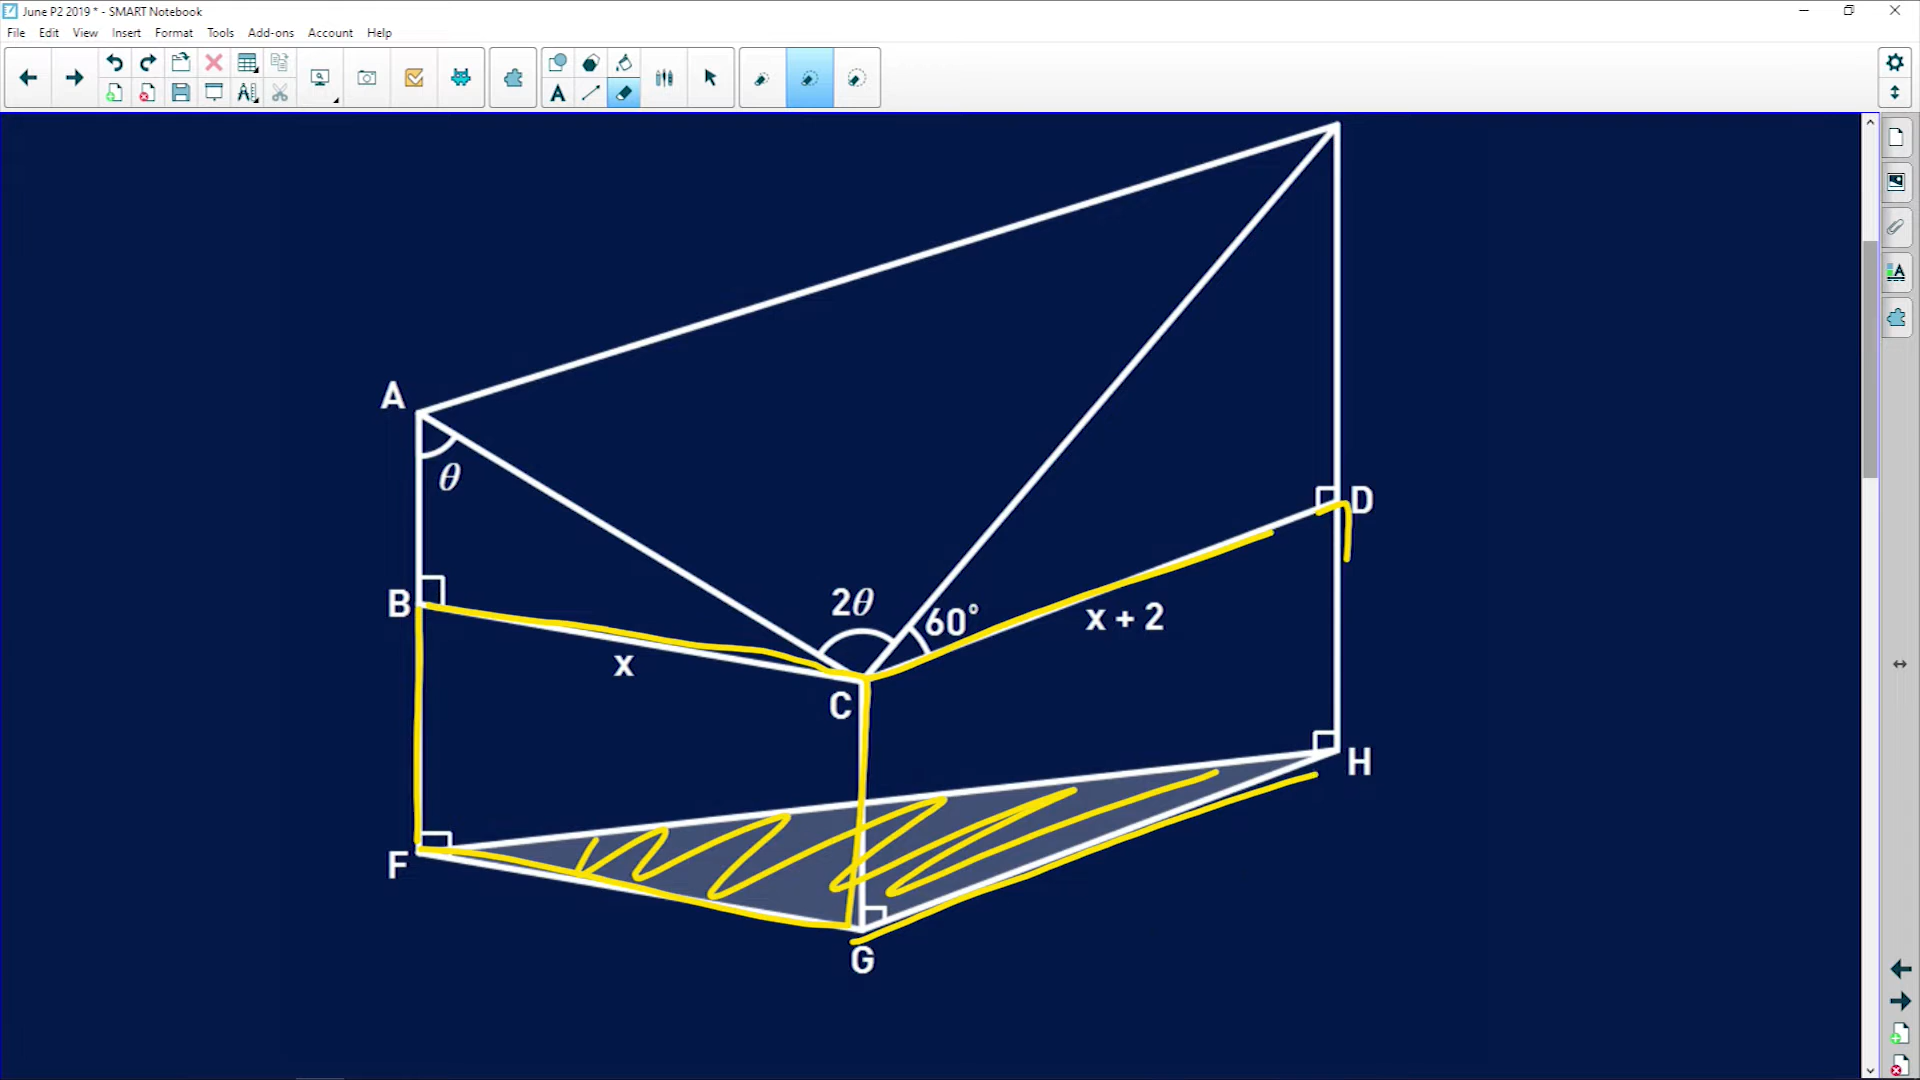 June P2 2019 * - SMART Notebook
File Edit View Insert Format Tools Add-ons Account Help
A
A
A
θ
D
B
2θ
60°
x + 2
x
C
H
F
G